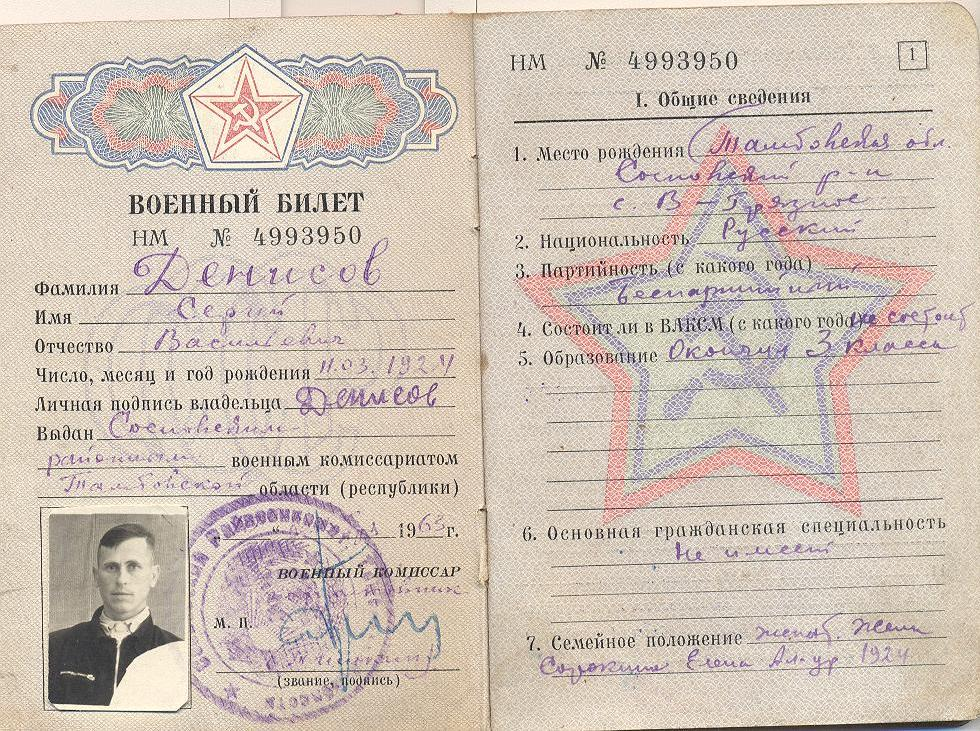 ВОЕННЫЙ БИЛЕТ
НМ № 4993950
Фамилия Денисов
Имя Сергий
Отчество Васильевич
Число, месяц и год рождения 11.03.1924
Личная подпись владельца Денисов
Выдан Сосновским
районным военным комиссариатом
Тамбовской области (республики)
1963 г.
ВОЕННЫЙ КОМИССАР
М. П.
(звание, подпись)
НМ № 4993950
1
I. Общие сведения
1. Место рождения Тамбовская обл.
Сосновский р-н
с. В-Грязное
2. Национальность Русский
3. Партийность (с какого года)
Беспартийный
4. Состоит ли в ВЛКСМ (с какого года) не состоит
5. Образование Окончил 3 класса
6. Основная гражданская специальность
Не имеет
7. Семейное положение женат. Жена
Елена 1924